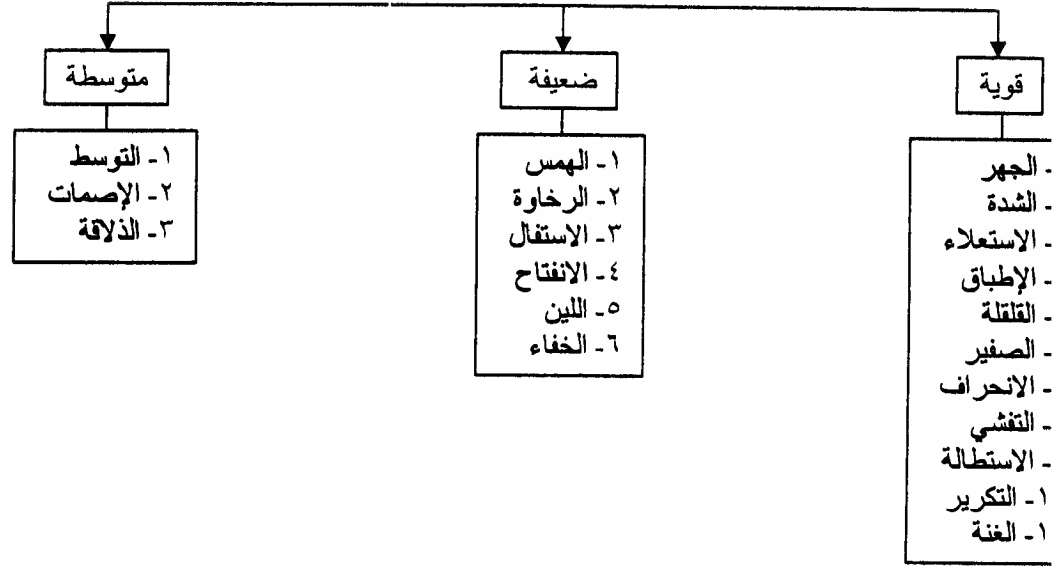 قوية
- الجهر
- الشدة
- الاستعلاء
- الإطباق
- القلقلة
- الصفير
- الانحراف
- التفشي
- الاستطالة
١- التكرير
١- الغنة
ضعيفة
١- الهمس
٢- الرخاوة
٣- الاستفال
٤- الانفتاح
٥- اللين
٦- الخفاء
متوسطة
١- التوسط
٢- الإصمات
٣- الذلاقة